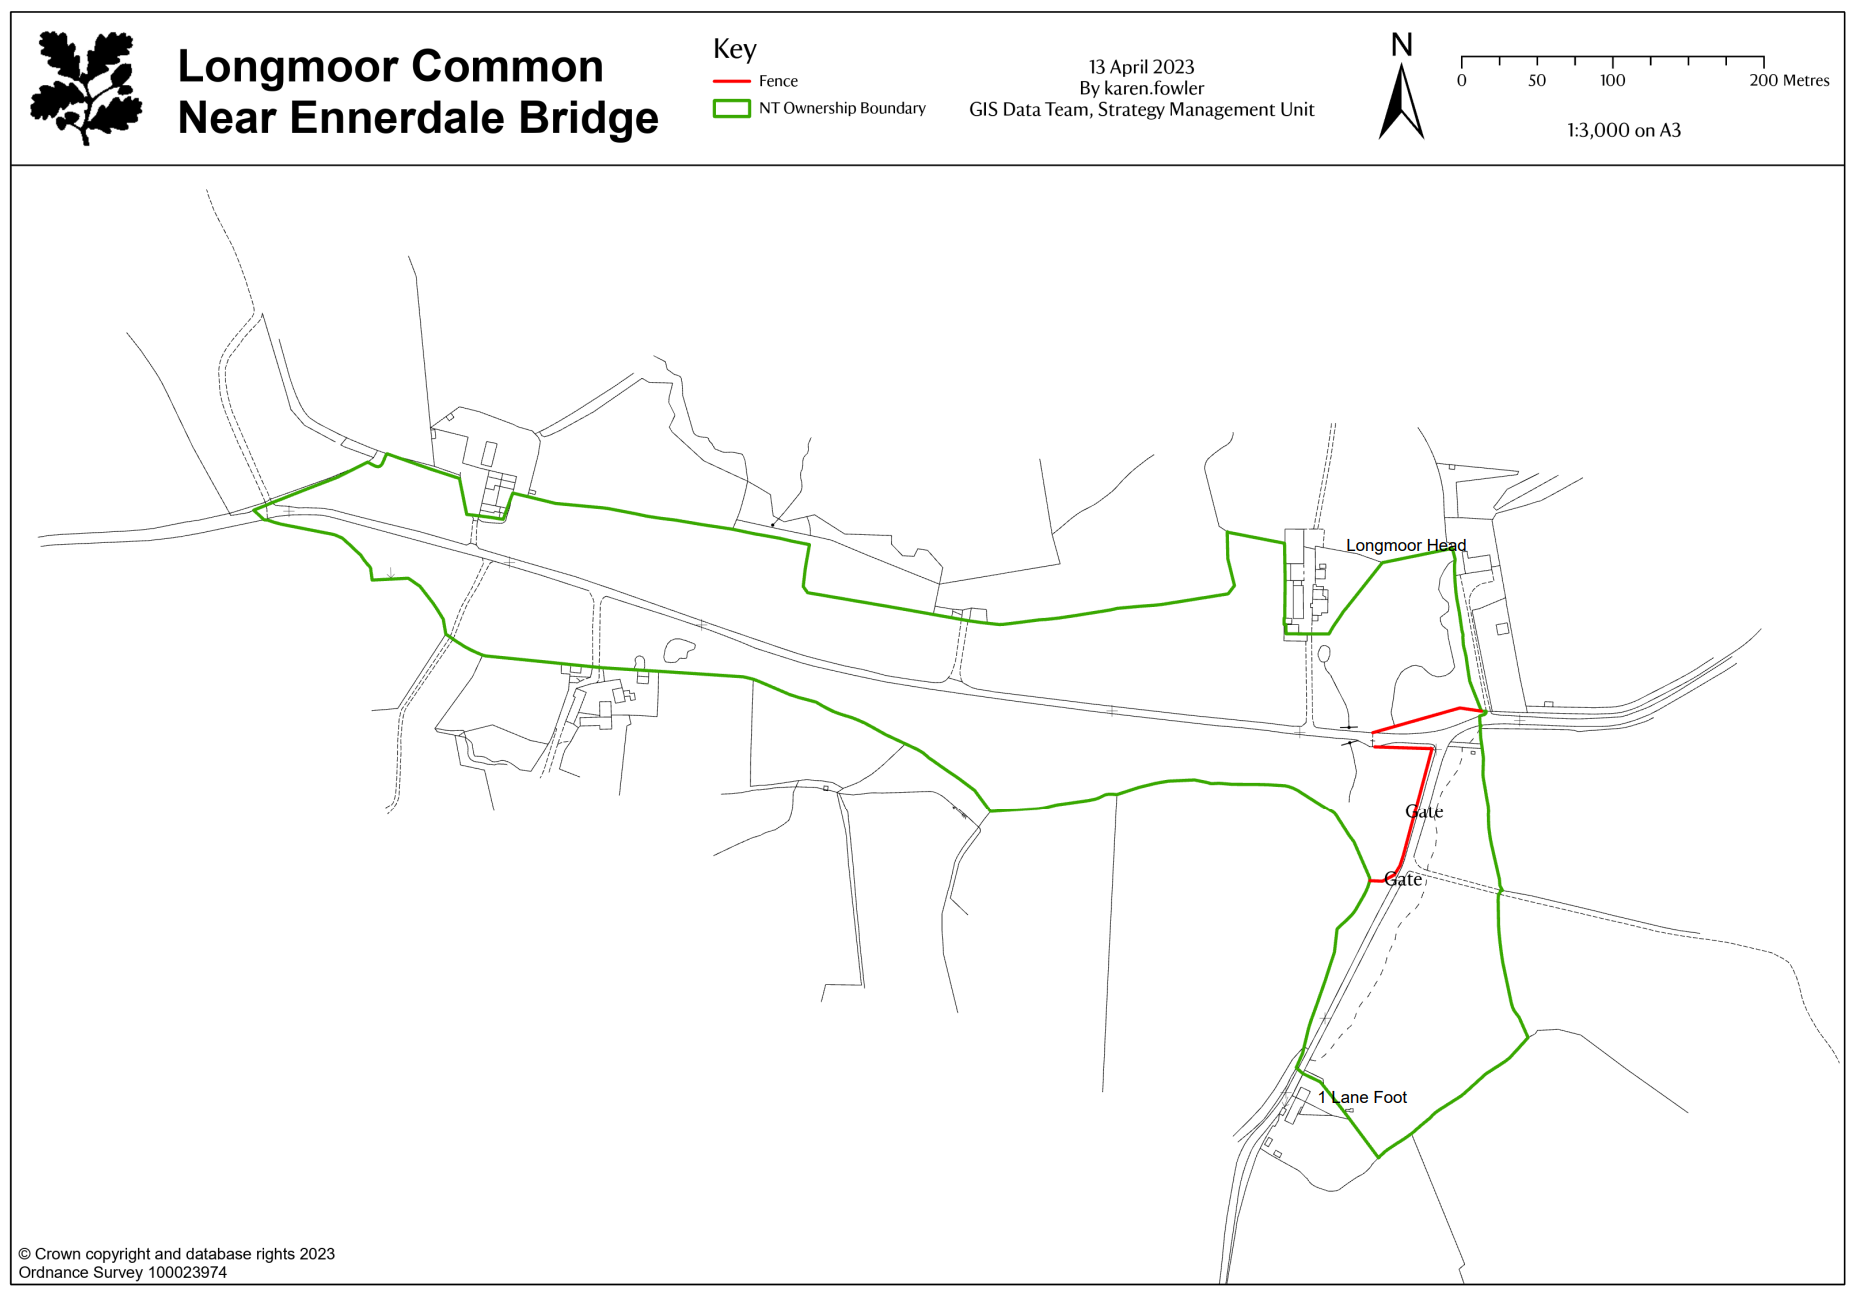 Longmoor Common
Near Ennerdale Bridge
Key
Fence
NT Ownership Boundary
13 April 2023
By karen.fowler
GIS Data Team, Strategy Management Unit
N
0 50 100 200 Metres
1:3,000 on A3
Longmoor Head
Gate
Gate
1 Lane Foot
© Crown copyright and database rights 2023
Ordnance Survey 100023974